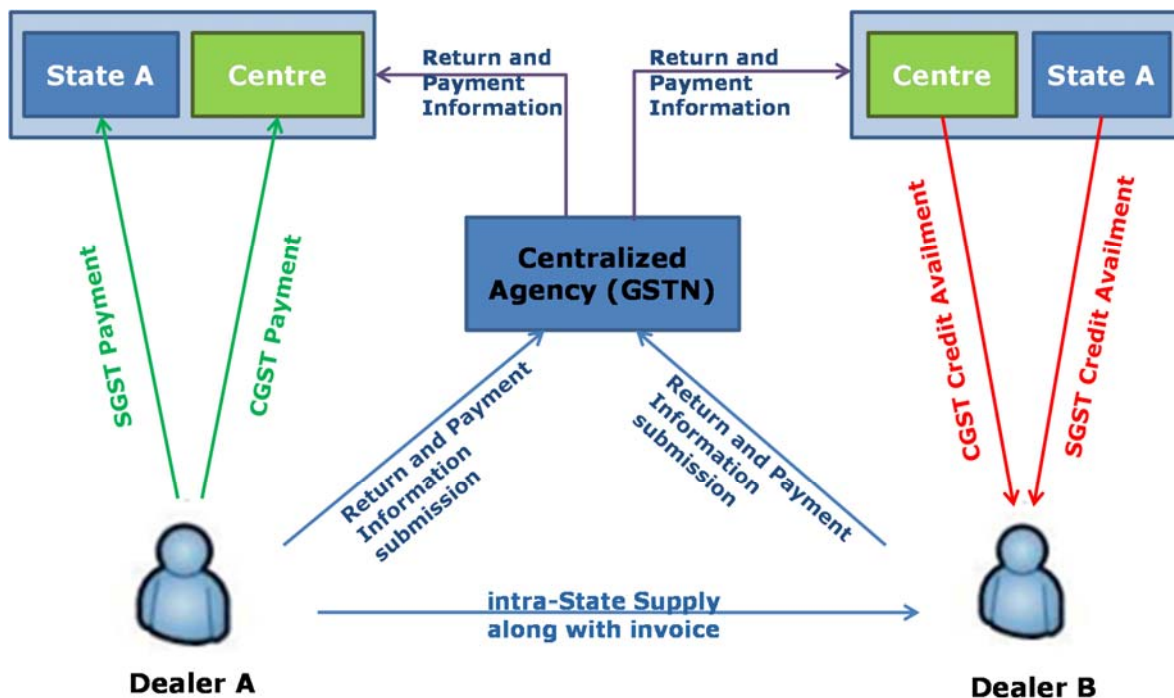 State A
Centre
Return and
Payment
Information
Return and
Payment
Information
Centre
State A
SGST Payment
CGST Payment
Centralized
Agency (GSTN)
CGST Credit Availment
SGST Credit Availment
Return and Payment
Information
submission
Return and Payment
Information
submission
intra-State Supply
along with invoice
Dealer A
Dealer B